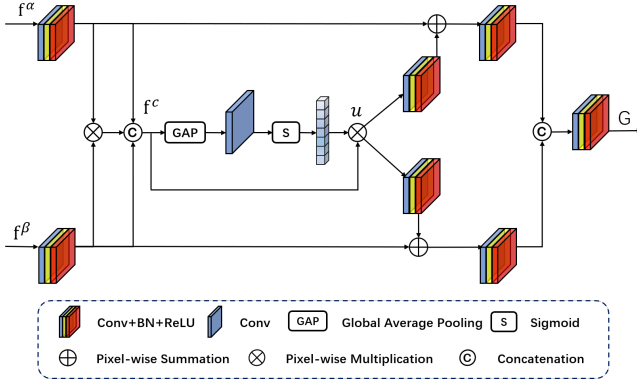 f^α
f^c
u
GAP
S
C
C
G
f^β
Conv+BN+ReLU
Conv
GAP
Global Average Pooling
S
Sigmoid
Pixel-wise Summation
Pixel-wise Multiplication
C
Concatenation